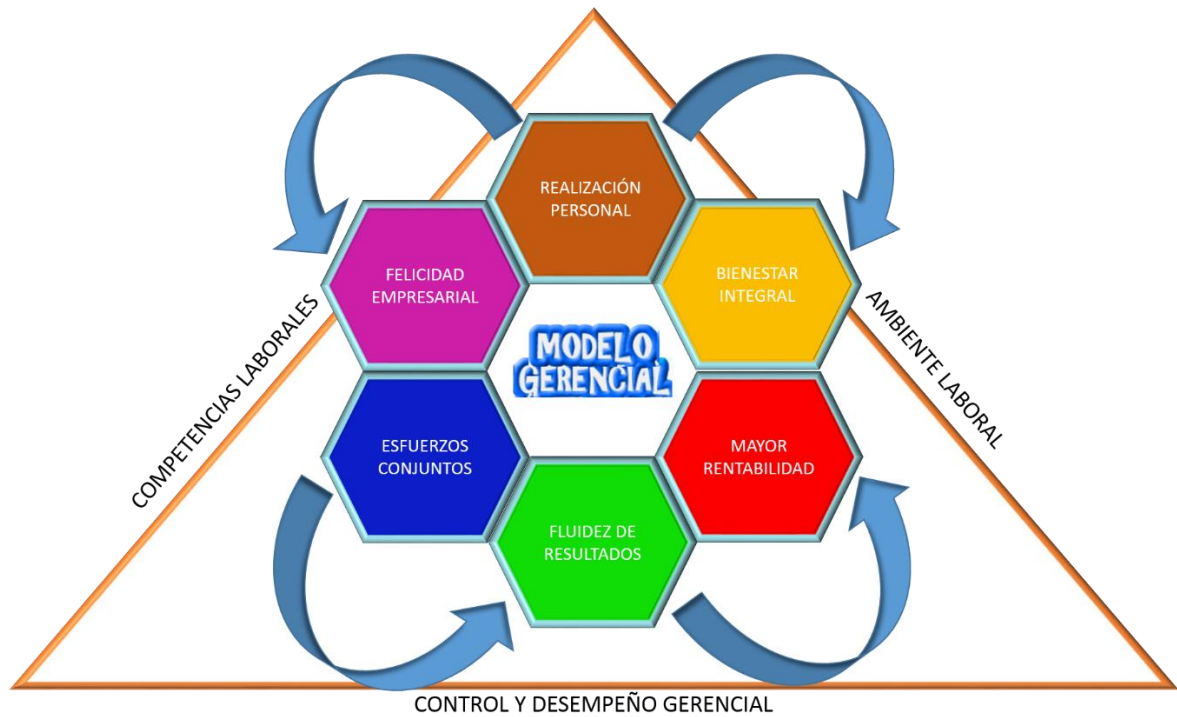 REALIZACIÓN
PERSONAL
FELICIDAD
EMPRESARIAL
BIENESTAR
INTEGRAL
MODELO
GERENCIAL
COMPETENCIAS LABORALES
AMBIENTE LABORAL
ESFUERZOS
CONJUNTOS
MAYOR
RENTABILIDAD
FLUIDEZ DE
RESULTADOS
CONTROL Y DESEMPEÑO GERENCIAL